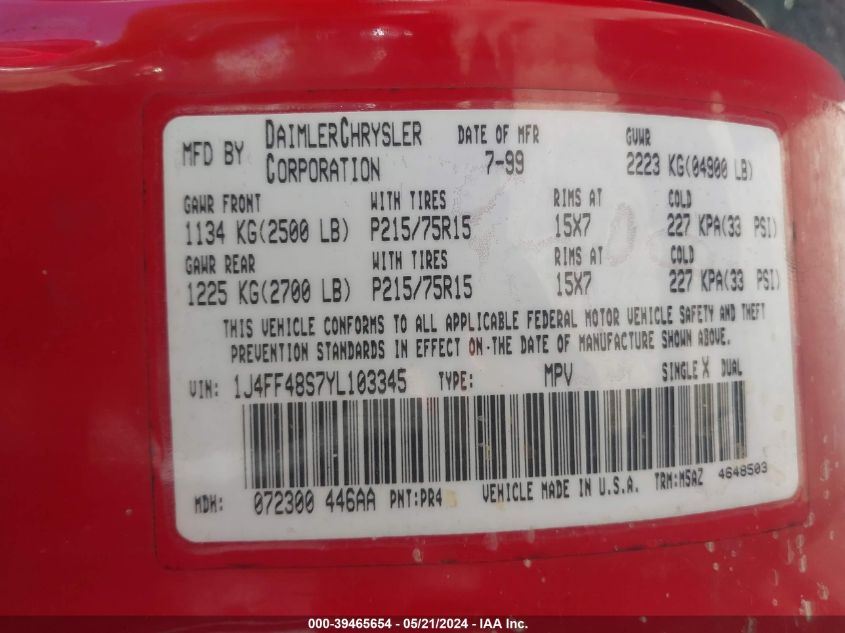 MFD BY DAIMLERCHRYSLER CORPORATION DATE OF MFR 7-99 GVWR 2223 KG(04900 LB)
GAWR FRONT WITH TIRES RIMS AT COLD
1134 KG(2500 LB) P215/75R15 15X7 227 KPA(33 PSI)
GAWR REAR WITH TIRES RIMS AT COLD
1225 KG(2700 LB) P215/75R15 15X7 227 KPA(33 PSI)
THIS VEHICLE CONFORMS TO ALL APPLICABLE FEDERAL MOTOR VEHICLE SAFETY AND THEFT
PREVENTION STANDARDS IN EFFECT ON THE DATE OF MANUFACTURE SHOWN ABOVE.
VIN: 1J4FF48S7YL103345 TYPE: MPV SINGLE X DUAL
MDH: 072300 446AA PNT:PR4 VEHICLE MADE IN U.S.A. TRM:M5AZ 4648503
000-39465654 - 05/21/2024 - IAAI, Inc.